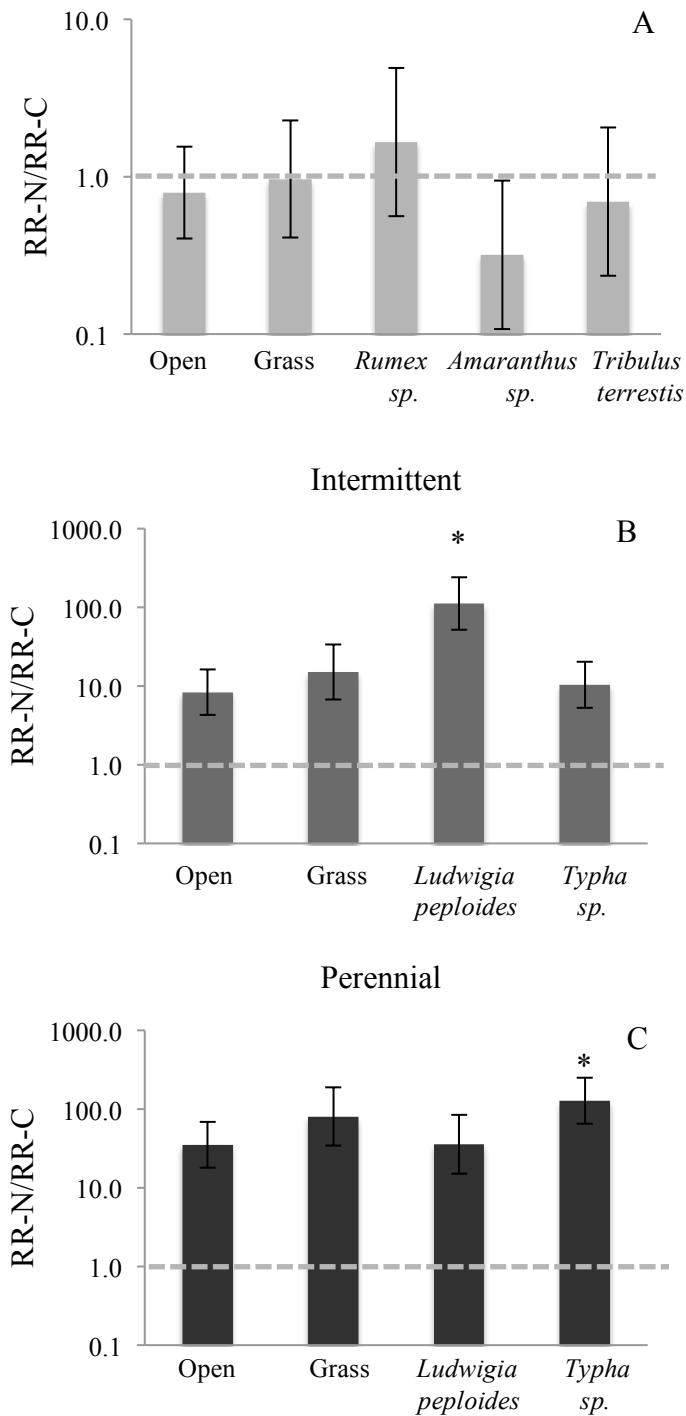 A
10.0
1.0
0.1
RR-N/RR-C
Open Grass Rumex Amaranthus Tribulus
sp. sp. terrestis
Intermittent
B
1000.0
100.0
10.0
1.0
0.1
RR-N/RR-C
*
Open Grass Ludwigia Typha
peploides sp.
Perennial
C
1000.0
100.0
10.0
1.0
0.1
RR-N/RR-C
*
Open Grass Ludwigia Typha
peploides sp.